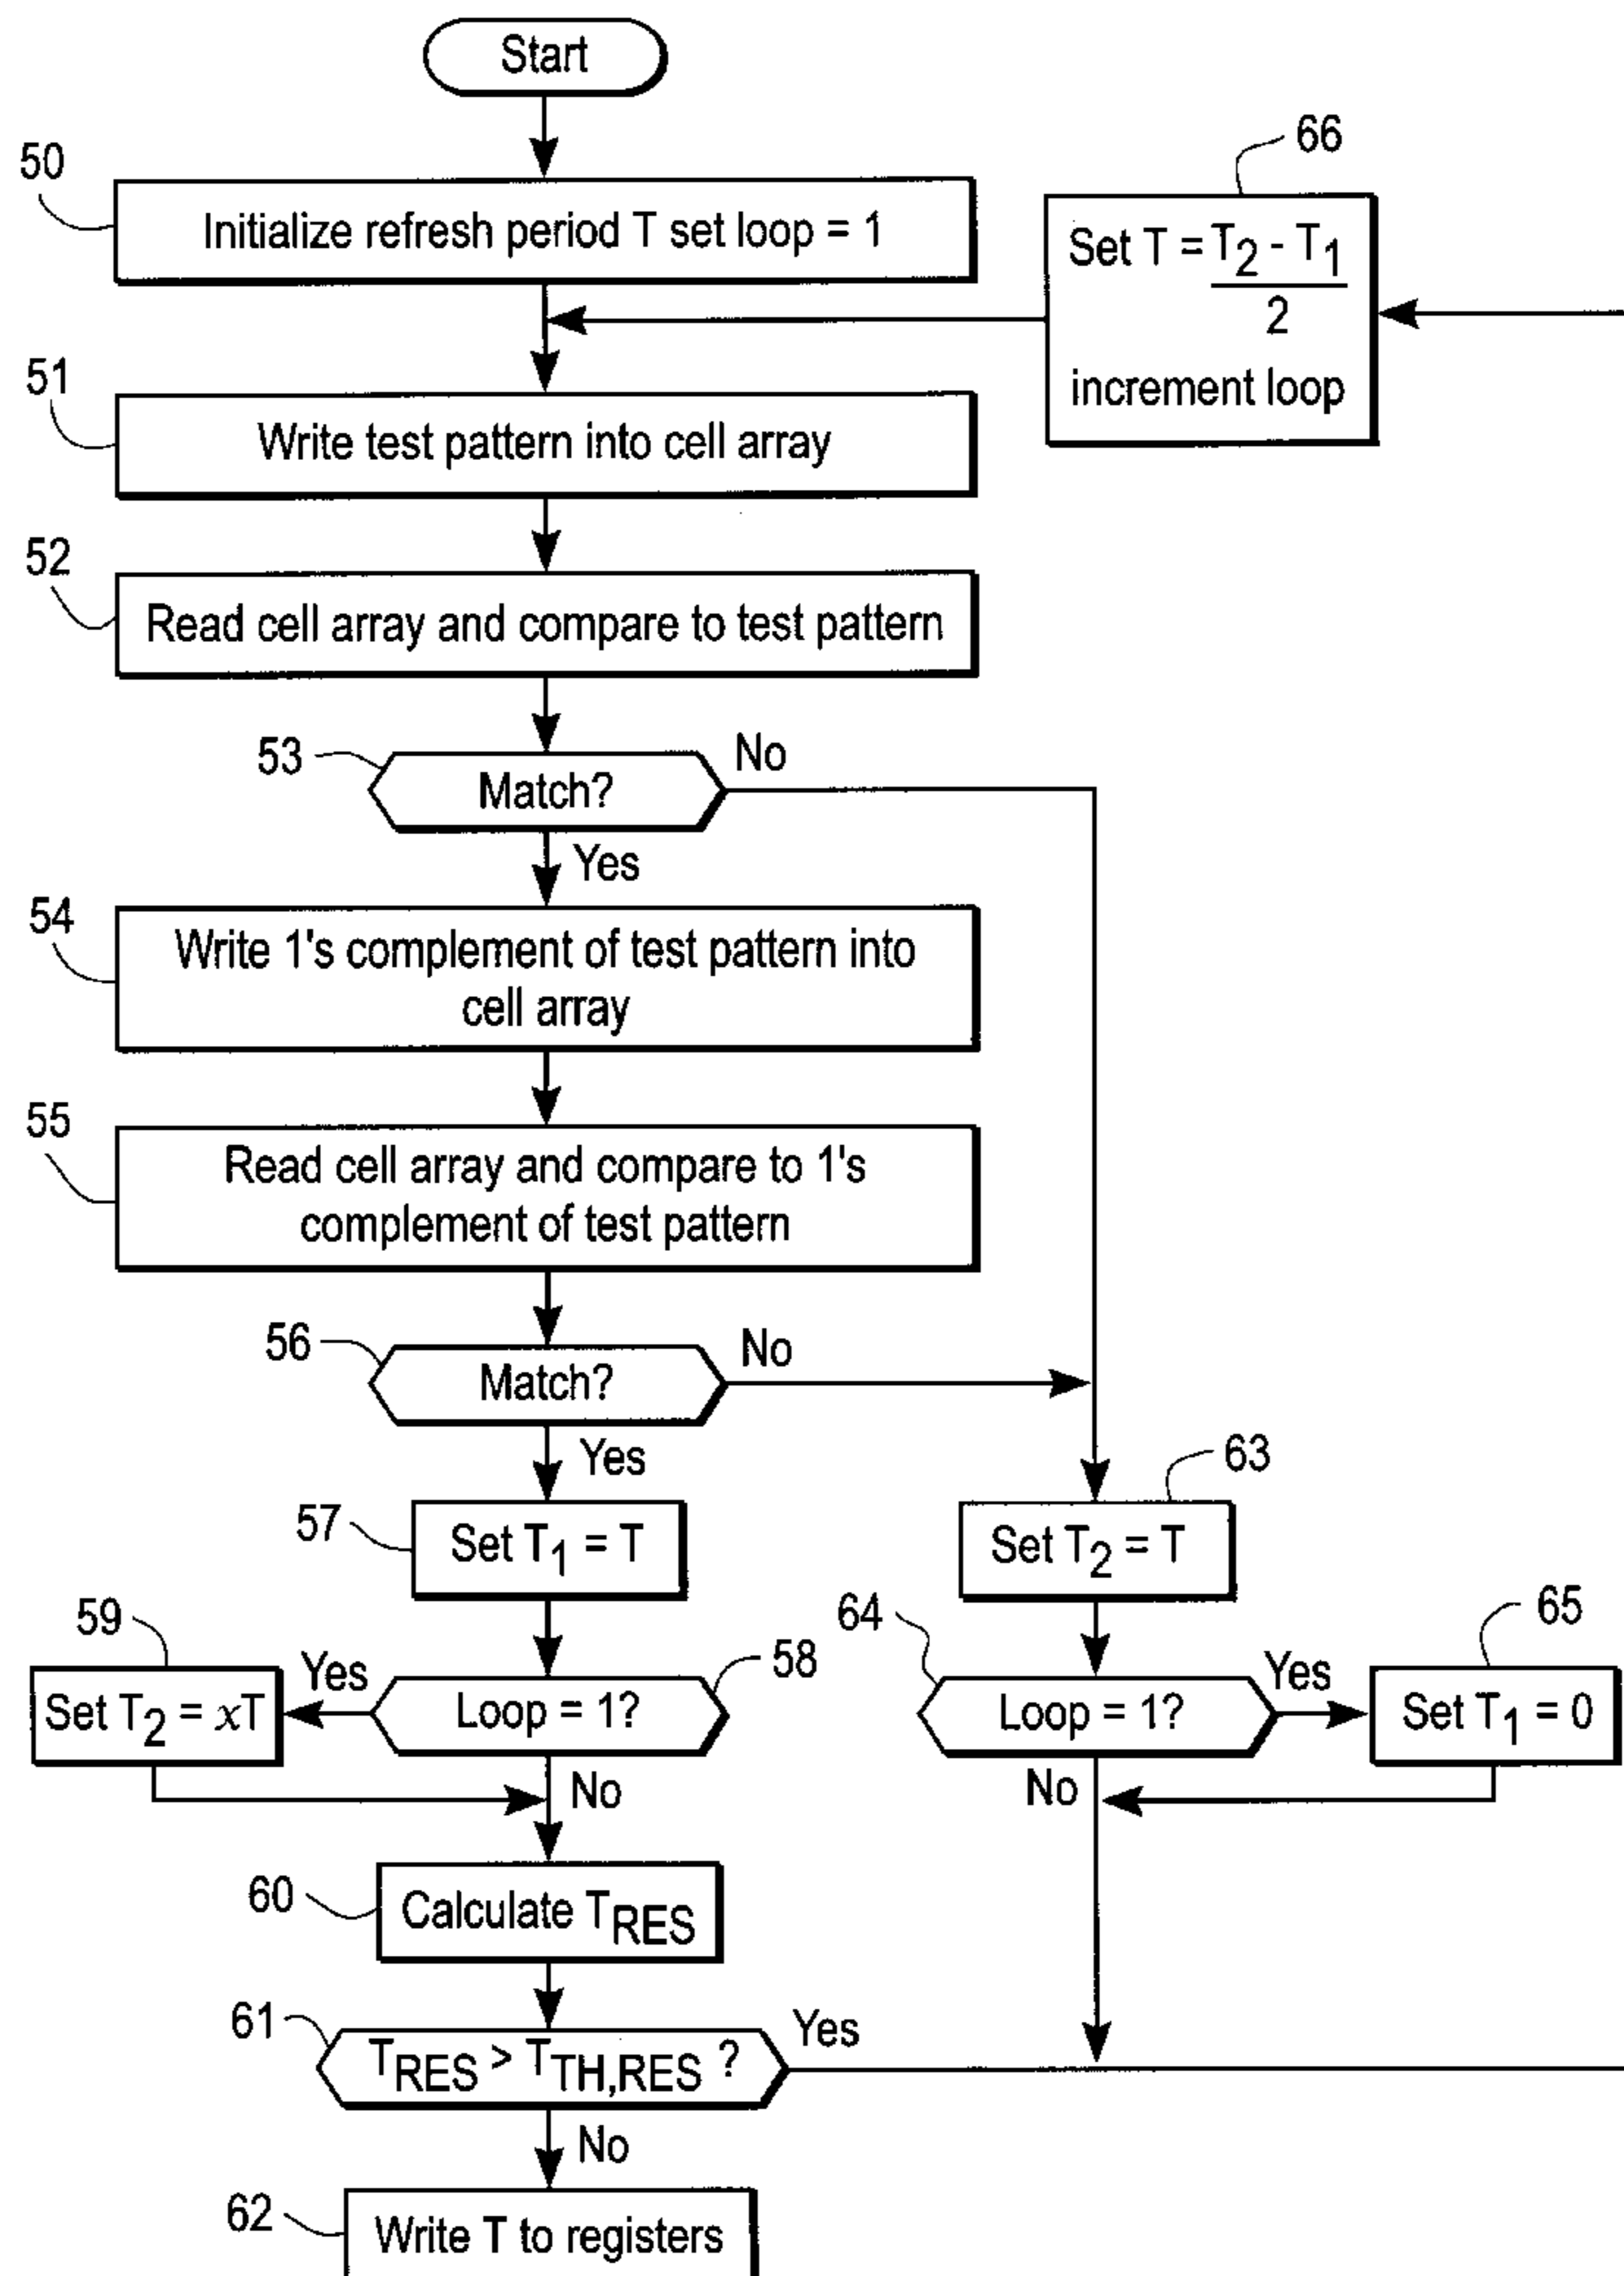 Start
50
Initialize refresh period T set loop = 1
66
Set T = T2 - T1
2
increment loop
51
Write test pattern into cell array
52
Read cell array and compare to test pattern
53
Match?
No
Yes
54
Write 1's complement of test pattern into
cell array
55
Read cell array and compare to 1's
complement of test pattern
56
Match?
No
Yes
57
Set T1 = T
63
Set T2 = T
59
Set T2 = xT
Yes
58
Loop = 1?
No
64
Loop = 1?
Yes
No
65
Set T1 = 0
60
Calculate TRES
61
TRES > TTH,RES ?
Yes
No
62
Write T to registers